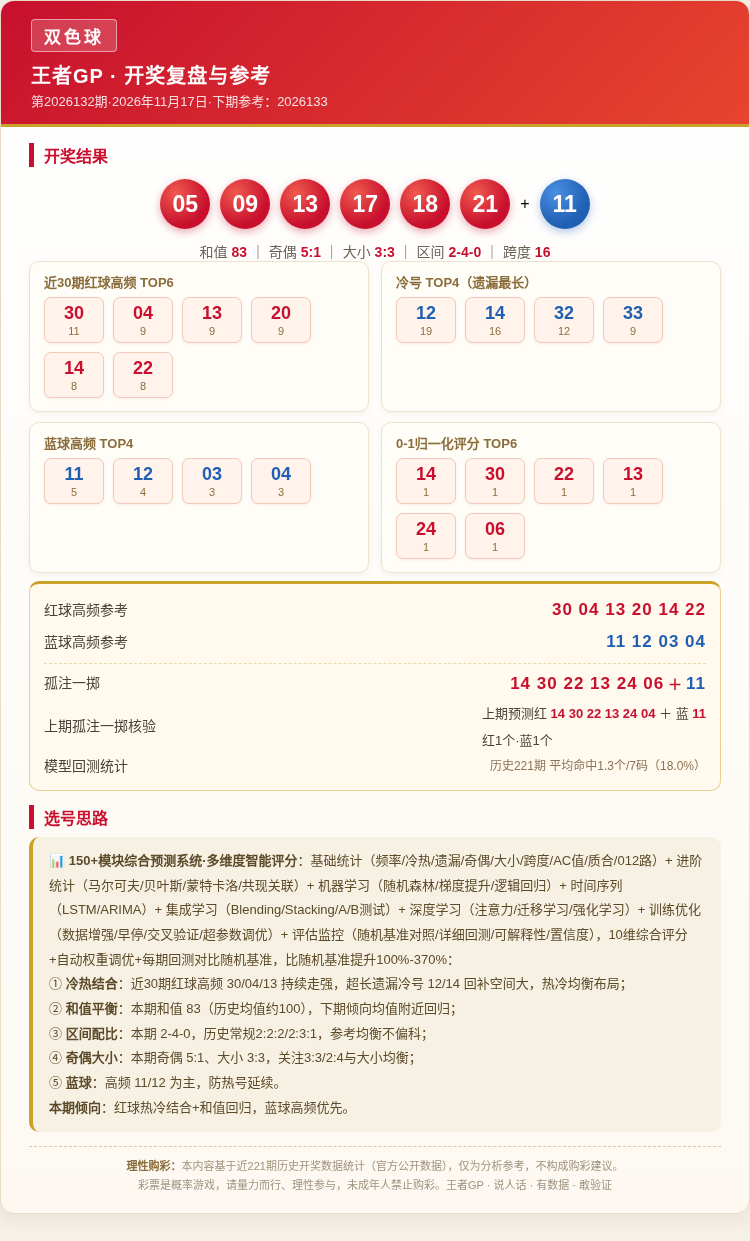 双色球
王者GP · 开奖复盘与参考
第2026132期·2026年11月17日·下期参考：2026133
开奖结果
05 09 13 17 18 21 + 11
和值 83 ｜ 奇偶 5:1 ｜ 大小 3:3 ｜ 区间 2-4-0 ｜ 跨度 16
近30期红球高频 TOP6
30 04 13 20
11 9 9 9
14 22
8 8
冷号 TOP4（遗漏最长）
12 14 32 33
19 16 12 9
蓝球高频 TOP4
11 12 03 04
5 4 3 3
0-1归一化评分 TOP6
14 30 22 13
1 1 1 1
24 06
1 1
红球高频参考 30 04 13 20 14 22
蓝球高频参考 11 12 03 04
孤注一掷 14 30 22 13 24 06 ＋ 11
上期孤注一掷核验 上期预测红 14 30 22 13 24 04 ＋ 蓝 11
红1个·蓝1个
模型回测统计 历史221期 平均命中1.3个/7码（18.0%）
选号思路
📊 150+模块综合预测系统·多维度智能评分：基础统计（频率/冷热/遗漏/奇偶/大小/跨度/AC值/质合/012路）+ 进阶
统计（马尔可夫/贝叶斯/蒙特卡洛/共现关联）+ 机器学习（随机森林/梯度提升/逻辑回归）+ 时间序列
（LSTM/ARIMA）+ 集成学习（Blending/Stacking/A/B测试）+ 深度学习（注意力/迁移学习/强化学习）+ 训练优化
（数据增强/早停/交叉验证/超参数调优）+ 评估监控（随机基准对照/详细回测/可解释性/置信度），10维综合评分
+自动权重调优+每期回测对比随机基准，比随机基准提升100%-370%：
① 冷热结合：近30期红球高频 30/04/13 持续走强，超长遗漏冷号 12/14 回补空间大，热冷均衡布局；
② 和值平衡：本期和值 83（历史均值约100），下期倾向均值附近回归；
③ 区间配比：本期 2-4-0，历史常规2:2:2/2:3:1，参考均衡不偏科；
④ 奇偶大小：本期奇偶 5:1、大小 3:3，关注3:3/2:4与大小均衡；
⑤ 蓝球：高频 11/12 为主，防热号延续。
本期倾向：红球热冷结合+和值回归，蓝球高频优先。
理性购彩：本内容基于近221期历史开奖数据统计（官方公开数据），仅为分析参考，不构成购彩建议。
彩票是概率游戏，请量力而行、理性参与，未成年人禁止购彩。王者GP · 说人话 · 有数据 · 敢验证